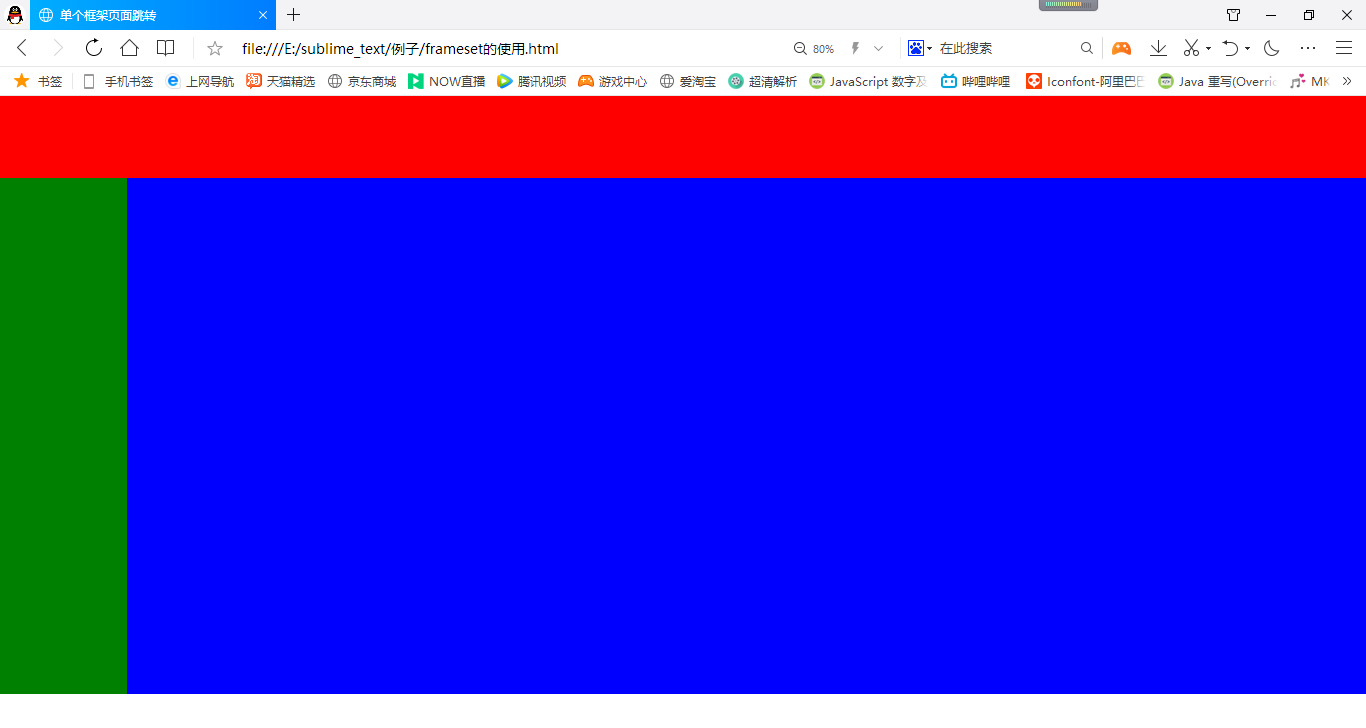 单个框架页面跳转
file:///E:/sublime_text/例子/frameset的使用.html 80% 在此搜索
书签 手机书签 上网导航 淘 天猫精选 京东商城 NOW直播 腾讯视频 游戏中心 爱淘宝 超清解析 JavaScript 数字及 哔哩哔哩 Iconfont-阿里巴巴 Java 重写(Overric MK